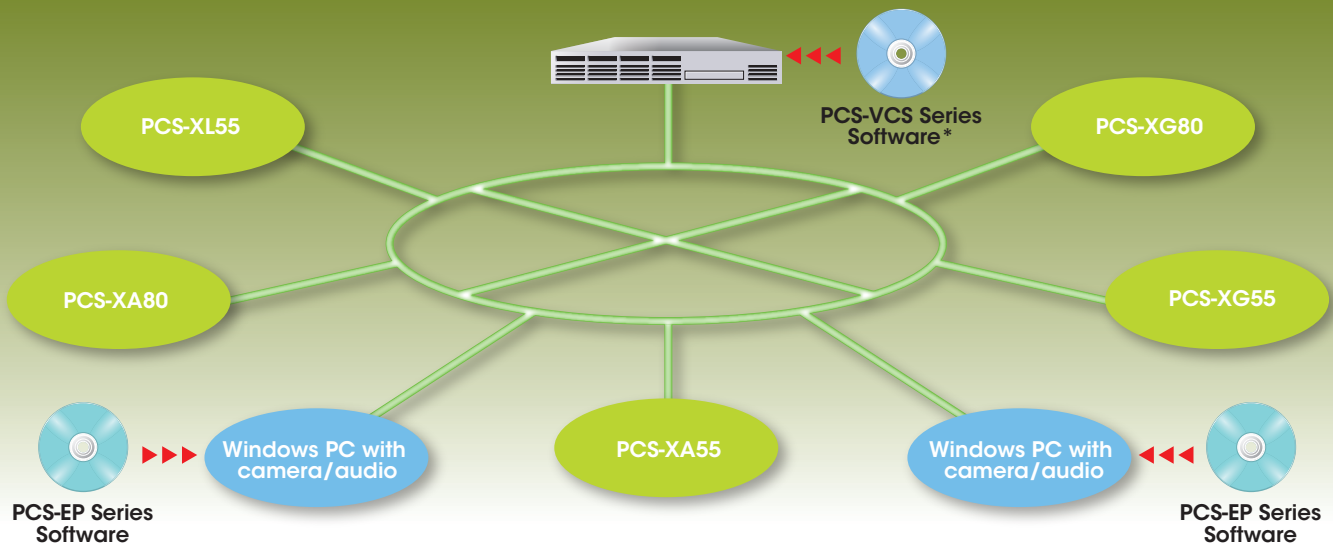 PCS-VCS Series
Software*
PCS-XL55
PCS-XG80
PCS-XA80
PCS-XG55
Windows PC with
camera/audio
PCS-XA55
Windows PC with
camera/audio
PCS-EP Series
Software
PCS-EP Series
Software